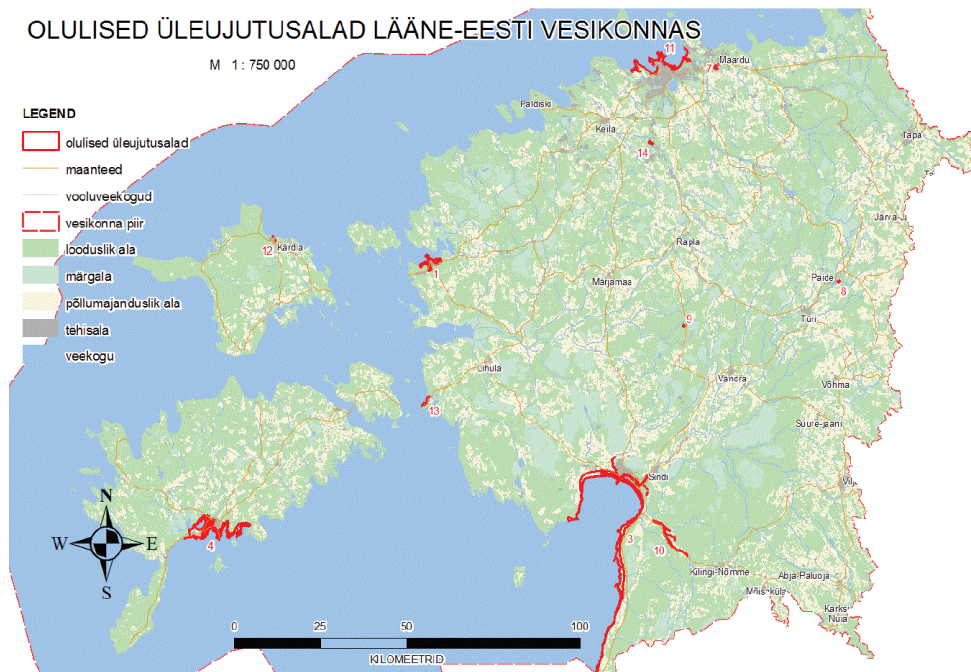 OLULISED ÜLEUJUTUSALAD LÄÄNE-EESTI VESIKONNAS
M 1 : 750 000
LEGEND
olulised üleujutusalad
maanteed
vooluveekogud
vesikonna piir
looduslik ala
märgala
põllumajanduslik ala
tehisala
veekogu
11
7
Maardu
Paldiski
Keila
14
Tapa
Järva-J
12
Kärdla
1
Rapla
Märjamaa
Paide
8
Türi
9
Lihula
Vändra
Võhma
13
Suure-jaani
Sindi
Vilj
4
3
10
Kilingi-Nõmme
Abja-Paluoja
Mõisaküla
Karks
Nuia
N
W
E
S
0
25
50
100
KILOMEETRID